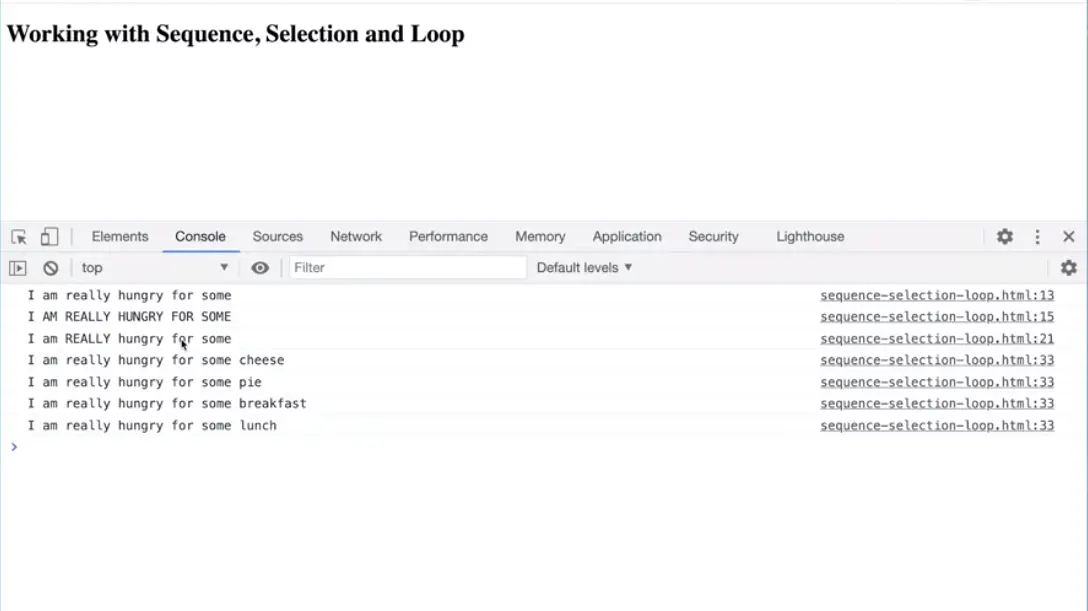 Working with Sequence, Selection and Loop
Elements Console Sources Network Performance Memory Application Security Lighthouse
top Filter Default levels
I am really hungry for some sequence-selection-loop.html:13
I AM REALLY HUNGRY FOR SOME sequence-selection-loop.html:15
I am REALLY hungry for some sequence-selection-loop.html:21
I am really hungry for some cheese sequence-selection-loop.html:33
I am really hungry for some pie sequence-selection-loop.html:33
I am really hungry for some breakfast sequence-selection-loop.html:33
I am really hungry for some lunch sequence-selection-loop.html:33